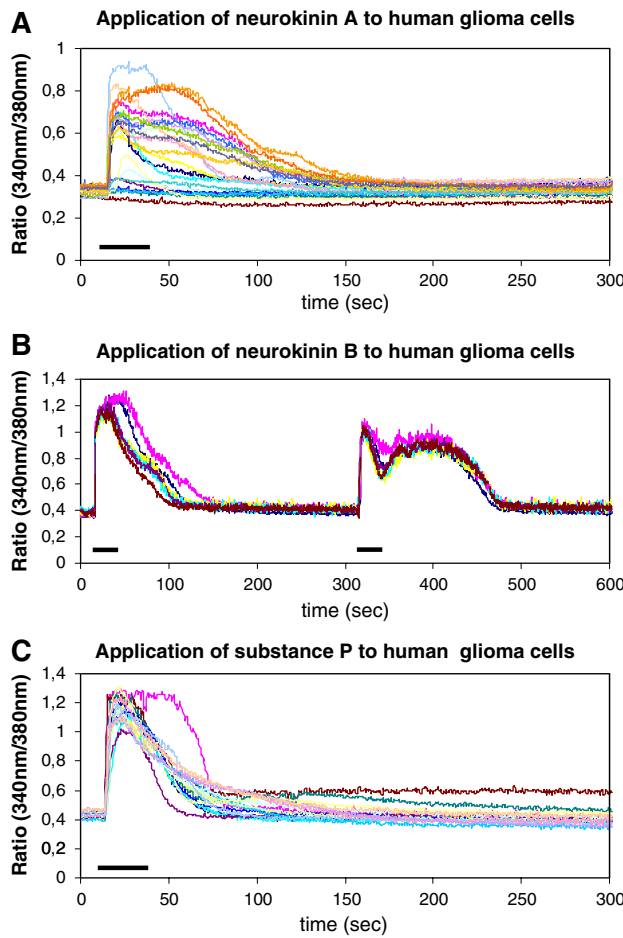 A
Application of neurokinin A to human glioma cells
Ratio (340nm/380nm)
1
0,8
0,6
0,4
0,2
0
0 50 100 150 200 250 300
time (sec)
B
Application of neurokinin B to human glioma cells
Ratio (340nm/380nm)
1,4
1,2
1
0,8
0,6
0,4
0,2
0
0 100 200 300 400 500 600
time (sec)
C
Application of substance P to human glioma cells
Ratio (340nm/380nm)
1,4
1,2
1
0,8
0,6
0,4
0,2
0
0 50 100 150 200 250 300
time (sec)